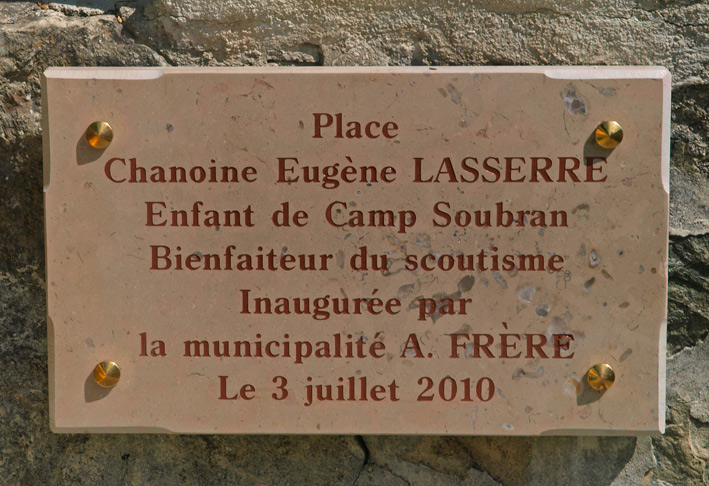 Place
Chanoine Eugène LASSERRE
Enfant de Camp Soubran
Bienfaiteur du scoutisme
Inaugurée par
la municipalité A. FRÈRE
Le 3 juillet 2010